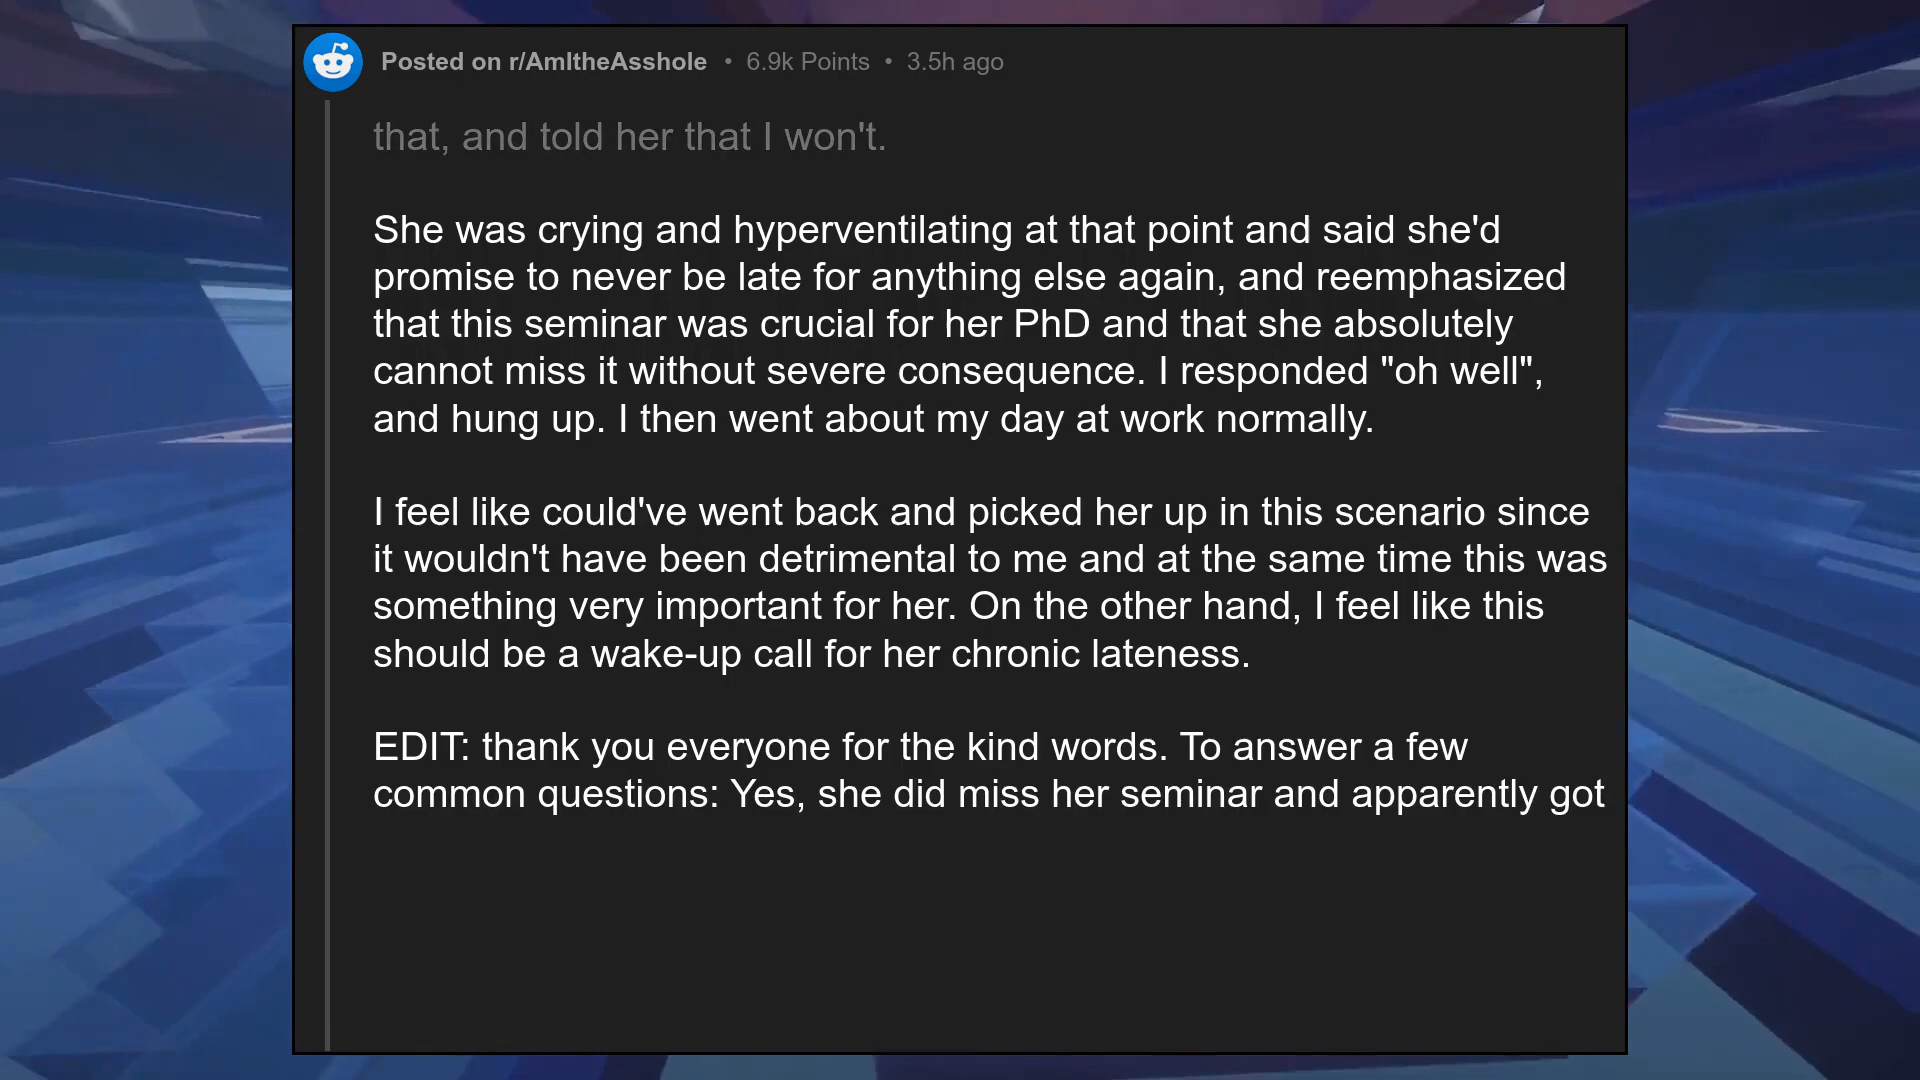 Posted on r/AmItheAsshole • 6.9k Points • 3.5h ago
that, and told her that I won't.
She was crying and hyperventilating at that point and said she'd
promise to never be late for anything else again, and reemphasized
that this seminar was crucial for her PhD and that she absolutely
cannot miss it without severe consequence. I responded "oh well",
and hung up. I then went about my day at work normally.
I feel like could've went back and picked her up in this scenario since
it wouldn't have been detrimental to me and at the same time this was
something very important for her. On the other hand, I feel like this
should be a wake-up call for her chronic lateness.
EDIT: thank you everyone for the kind words. To answer a few
common questions: Yes, she did miss her seminar and apparently got